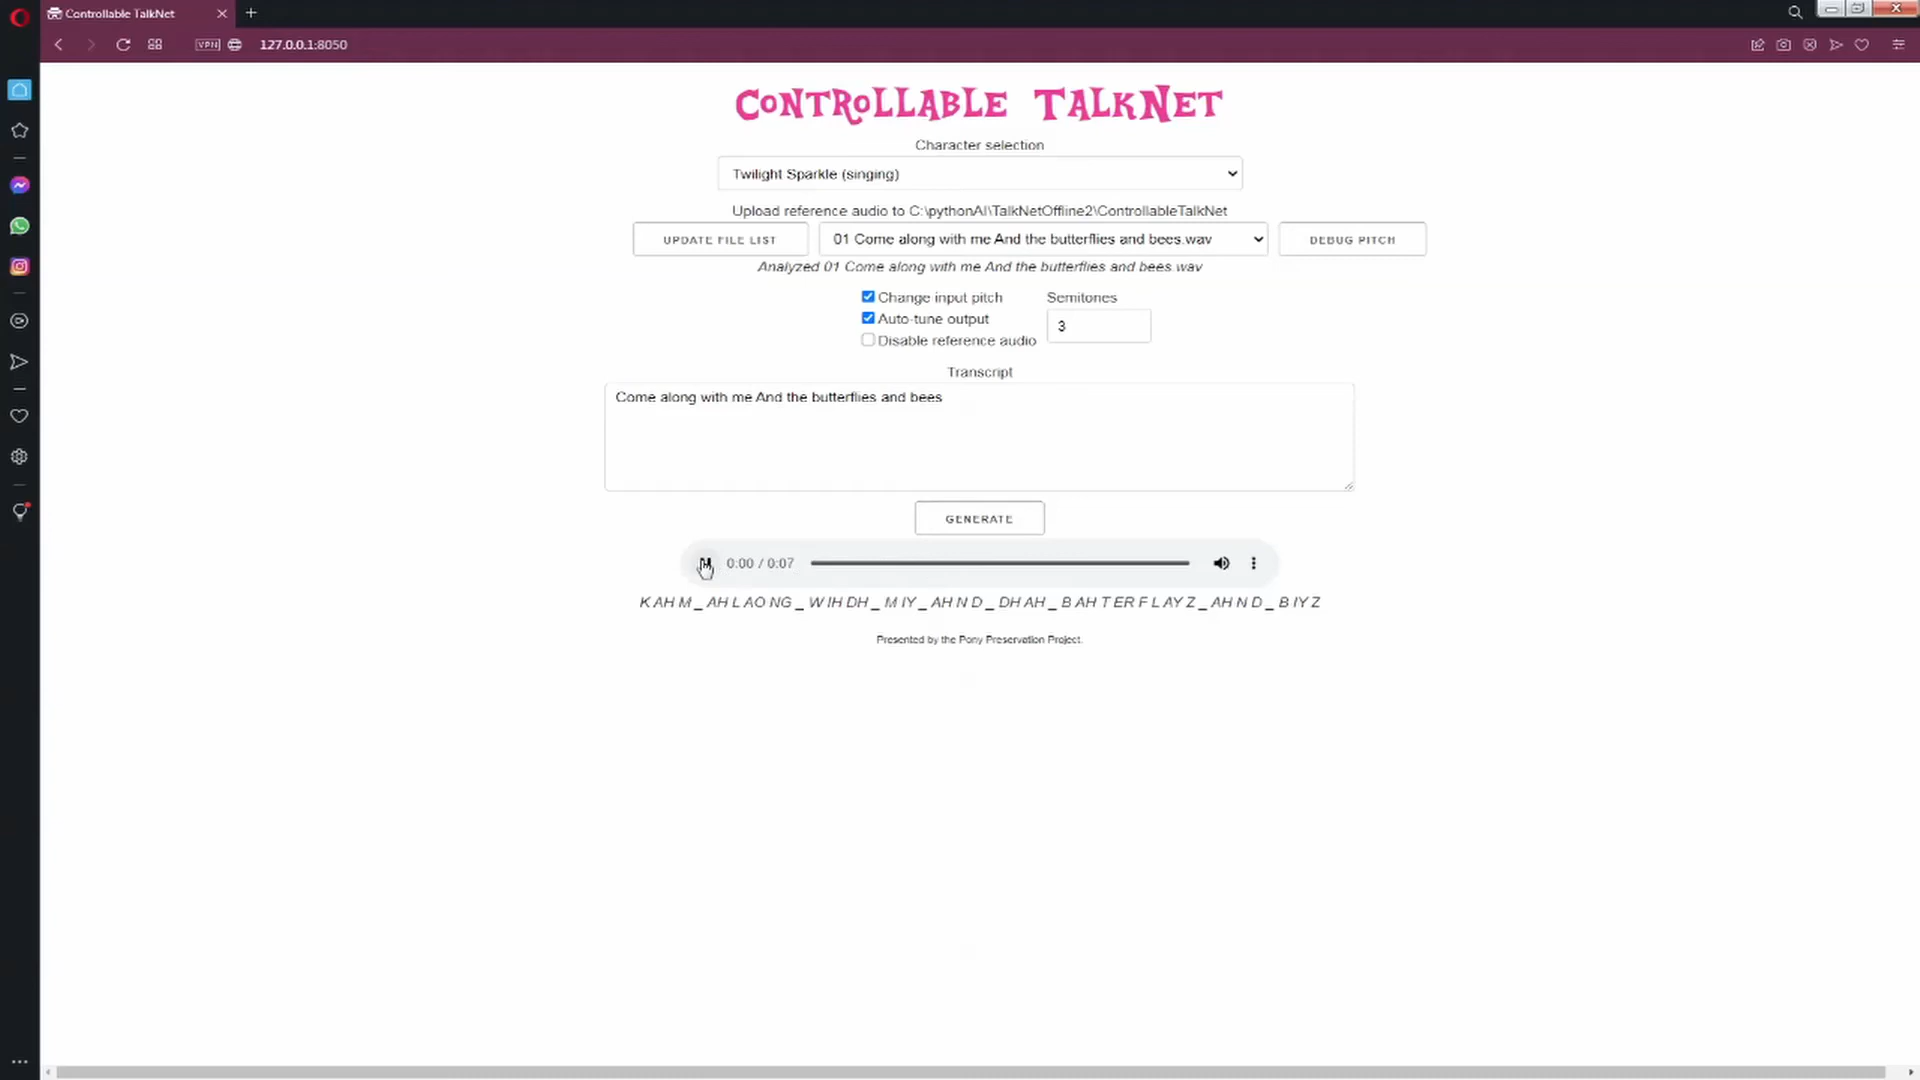 Controllable TalkNet
VPN 127.0.0.1:8050
CONTROLLABLE TALKNET
Character selection
Twilight Sparkle (singing)
Upload reference audio to C:\pythonAI\TalkNetOffline2\ControllableTalkNet
UPDATE FILE LIST 01 Come along with me And the butterflies and bees.wav DEBUG PITCH
Analyzed 01 Come along with me And the butterflies and bees.wav
Change input pitch Semitones
Auto-tune output 3
Disable reference audio
Transcript
Come along with me And the butterflies and bees
GENERATE
0:00 / 0:07
K AH M _ AH L AO NG _ W IH DH _ M IY _ AH N D _ DH AH _ B AH T ER F L AY Z _ AH N D _ B IY Z
Presented by the Pony Preservation Project.